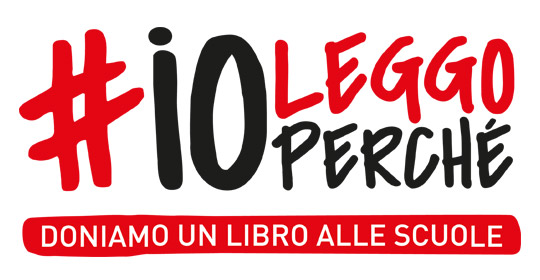 #iO LEGGO
PERCHÉ
DONIAMO UN LIBRO ALLE SCUOLE